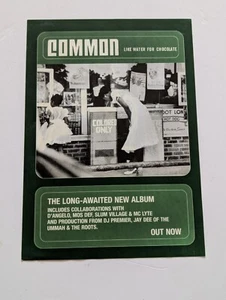 COMMON
LIKE WATER FOR CHOCOLATE
COLORED
ONLY
THE LONG-AWAITED NEW ALBUM
INCLUDES COLLABORATIONS WITH
D'ANGELO, MOS DEF, SLUM VILLAGE & MC LYTE
AND PRODUCTION FROM DJ PREMIER, JAY DEE OF THE
UMMAH & THE ROOTS.
OUT NOW